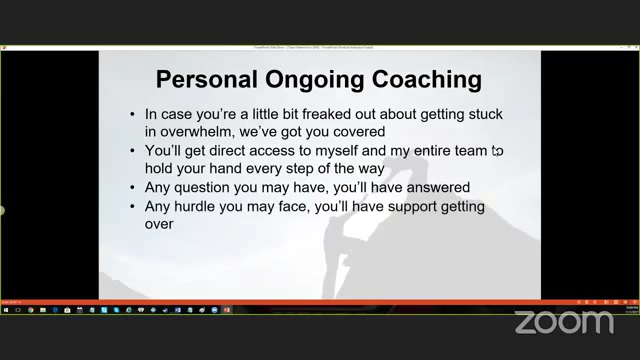 Personal Ongoing Coaching
• In case you're a little bit freaked out about getting stuck
in overwhelm, we've got you covered
• You'll get direct access to myself and my entire team to
hold your hand every step of the way
• Any question you may have, you'll have answered
• Any hurdle you may face, you'll have support getting
over
zoom